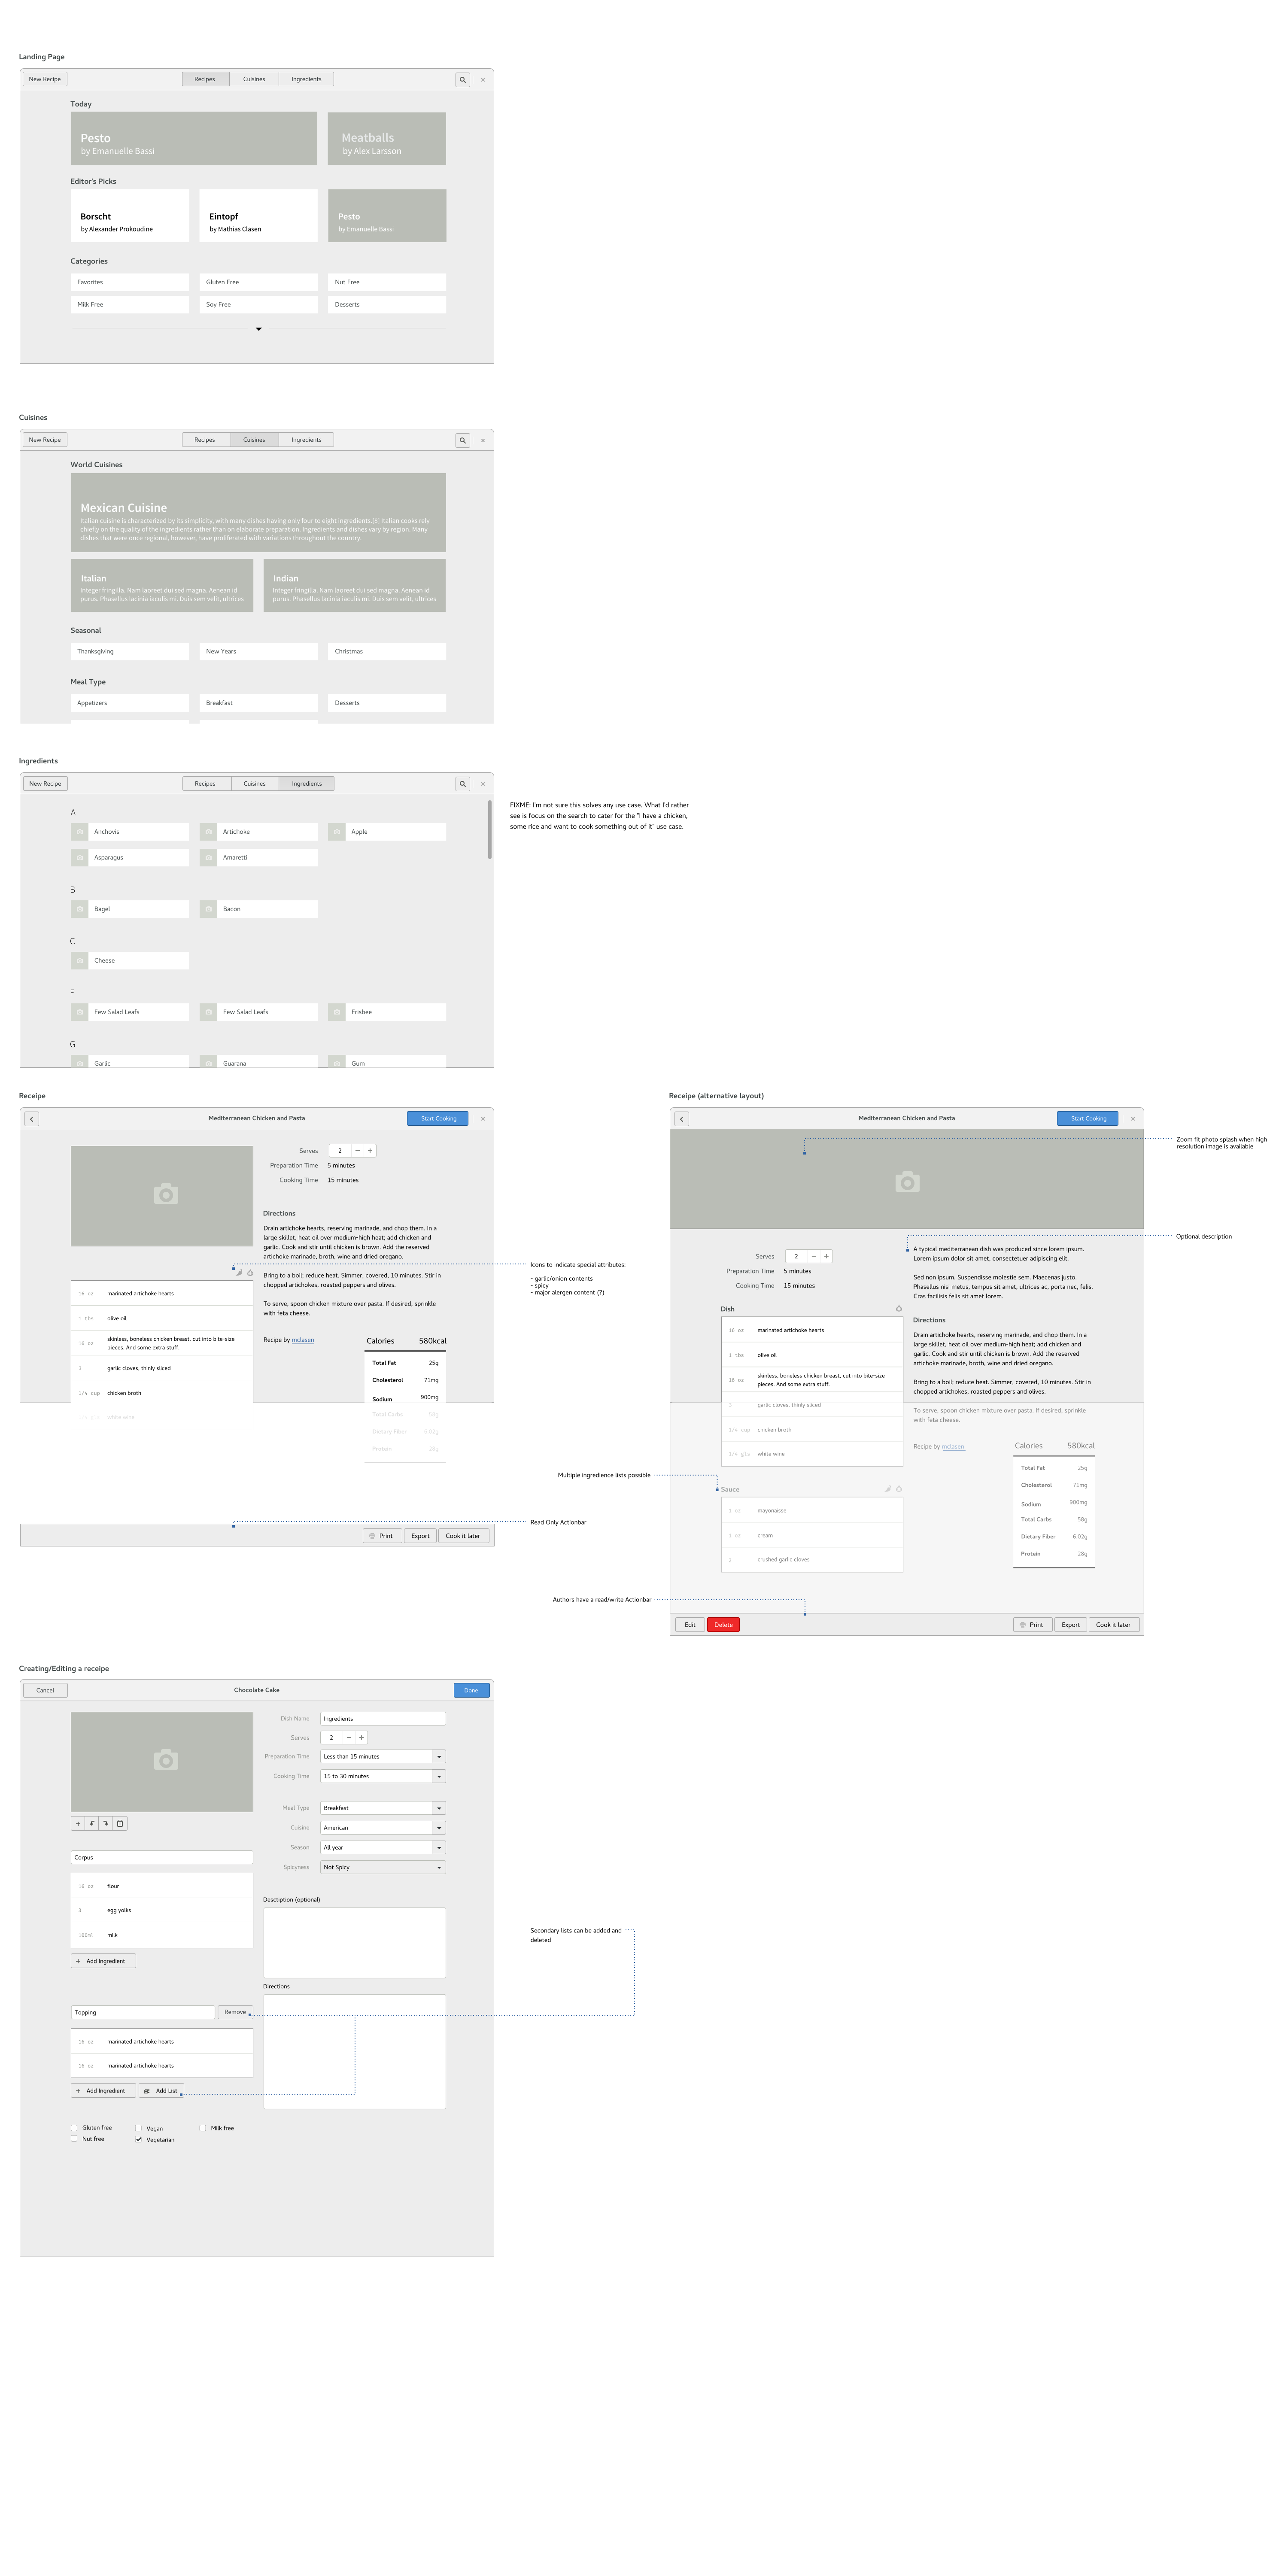 Landing Page
New Recipe
Recipes
Cuisines
Ingredients
Today
Pesto
by Emanuelle Bassi
Meatballs
by Alex Larsson
Editor's Picks
Borscht
by Alexander Prokoudine
Eintopf
by Mathias Clasen
Pesto
by Emanuelle Bassi
Categories
Favorites
Gluten Free
Nut Free
Milk Free
Soy Free
Desserts
Cuisines
New Recipe
Recipes
Cuisines
Ingredients
World Cuisines
Mexican Cuisine
Italian cuisine is characterized by its simplicity, with many dishes having only four to eight ingredients.[8] Italian cooks rely
chiefly on the quality of the ingredients rather than on elaborate preparation. Ingredients and dishes vary by region. Many
dishes that were once regional, however, have proliferated with variations throughout the country.
Italian
Integer fringilla. Nam laoreet dui sed magna. Aenean id
purus. Phasellus lacinia iaculis mi. Duis sem velit, ultrices
Indian
Integer fringilla. Nam laoreet dui sed magna. Aenean id
purus. Phasellus lacinia iaculis mi. Duis sem velit, ultrices
Seasonal
Thanksgiving
New Years
Christmas
Meal Type
Appetizers
Breakfast
Desserts
Ingredients
New Recipe
Recipes
Cuisines
Ingredients
A
Anchovis
Artichoke
Apple
Asparagus
Amaretti
B
Bagel
Bacon
C
Cheese
F
Few Salad Leafs
Few Salad Leafs
Frisbee
G
Garlic
Guarana
Gum
FIXME: I'm not sure this solves any use case. What I'd rather
see is focus on the search to cater for the "I have a chicken,
some rice and want to cook something out of it" use case.
Receipe
Mediterranean Chicken and Pasta
Start Cooking
Serves
2
Preparation Time
5 minutes
Cooking Time
15 minutes
Directions
Drain artichoke hearts, reserving marinade, and chop them. In a
large skillet, heat oil over medium-high heat; add chicken and
garlic. Cook and stir until chicken is brown. Add the reserved
artichoke marinade, broth, wine and dried oregano.
Bring to a boil; reduce heat. Simmer, covered, 10 minutes. Stir in
chopped artichokes, roasted peppers and olives.
To serve, spoon chicken mixture over pasta. If desired, sprinkle
with feta cheese.
16 oz marinated artichoke hearts
1 tbs olive oil
16 oz skinless, boneless chicken breast, cut into bite-size
pieces. And some extra stuff.
3 garlic cloves, thinly sliced
1/4 cup chicken broth
white wine
Recipe by mclasen
Calories 580kcal
Total Fat 25g
Cholesterol 71mg
Sodium 900mg
Total Carbs 58g
Dietary Fiber 6.02g
Protein 28g
Icons to indicate special attributes:
- garlic/onion contents
- spicy
- major alergen content (?)
Read Only Actionbar
Print
Export
Cook it later
Receipe (alternative layout)
Mediterranean Chicken and Pasta
Start Cooking
Zoom fit photo splash when high
resolution image is available
Optional description
Serves
2
Preparation Time
5 minutes
Cooking Time
15 minutes
A typical mediterranean dish was produced since lorem ipsum.
Lorem ipsum dolor sit amet, consectetuer adipiscing elit.
Sed non ipsum. Suspendisse molestie sem. Maecenas justo.
Phasellus nisi metus, tempus sit amet, ultrices ac, porta nec, felis.
Cras facilisis felis sit amet lorem.
Dish
16 oz marinated artichoke hearts
1 tbs olive oil
16 oz skinless, boneless chicken breast, cut into bite-size
pieces. And some extra stuff.
3 garlic cloves, thinly sliced
1/4 cup chicken broth
1/4 gls white wine
Directions
Drain artichoke hearts, reserving marinade, and chop them. In a
large skillet, heat oil over medium-high heat; add chicken and
garlic. Cook and stir until chicken is brown. Add the reserved
artichoke marinade, broth, wine and dried oregano.
Bring to a boil; reduce heat. Simmer, covered, 10 minutes. Stir in
chopped artichokes, roasted peppers and olives.
To serve, spoon chicken mixture over pasta. If desired, sprinkle
with feta cheese.
Recipe by mclasen
Calories 580kcal
Total Fat 25g
Cholesterol 71mg
Sodium 900mg
Total Carbs 58g
Dietary Fiber 6.02g
Protein 28g
Multiple ingredience lists possible
Sauce
mayonaisse
cream
2 crushed garlic cloves
Authors have a read/write Actionbar
Edit
Delete
Print
Export
Cook it later
Creating/Editing a receipe
Cancel
Chocolate Cake
Done
Dish Name
Ingredients
Serves
2
Preparation Time
Less than 15 minutes
Cooking Time
15 to 30 minutes
Meal Type
Breakfast
Cuisine
American
Season
All year
Spicyness
Not Spicy
Corpus
16 oz flour
3 egg yolks
100ml milk
Add Ingredient
Desctiption (optional)
Directions
Secondary lists can be added and
deleted
Topping
Remove
16 oz marinated artichoke hearts
16 oz marinated artichoke hearts
Add Ingredient
Add List
Gluten free
Vegan
Milk free
Nut free
Vegetarian